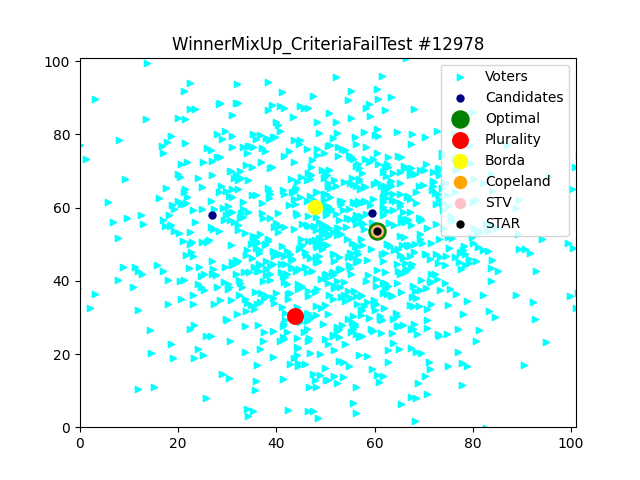 WinnerMixUp_CriteriaFailTest #12978
Voters
Candidates
Optimal
Plurality
Borda
Copeland
STV
STAR
100
80
60
40
20
0
0 20 40 60 80 100